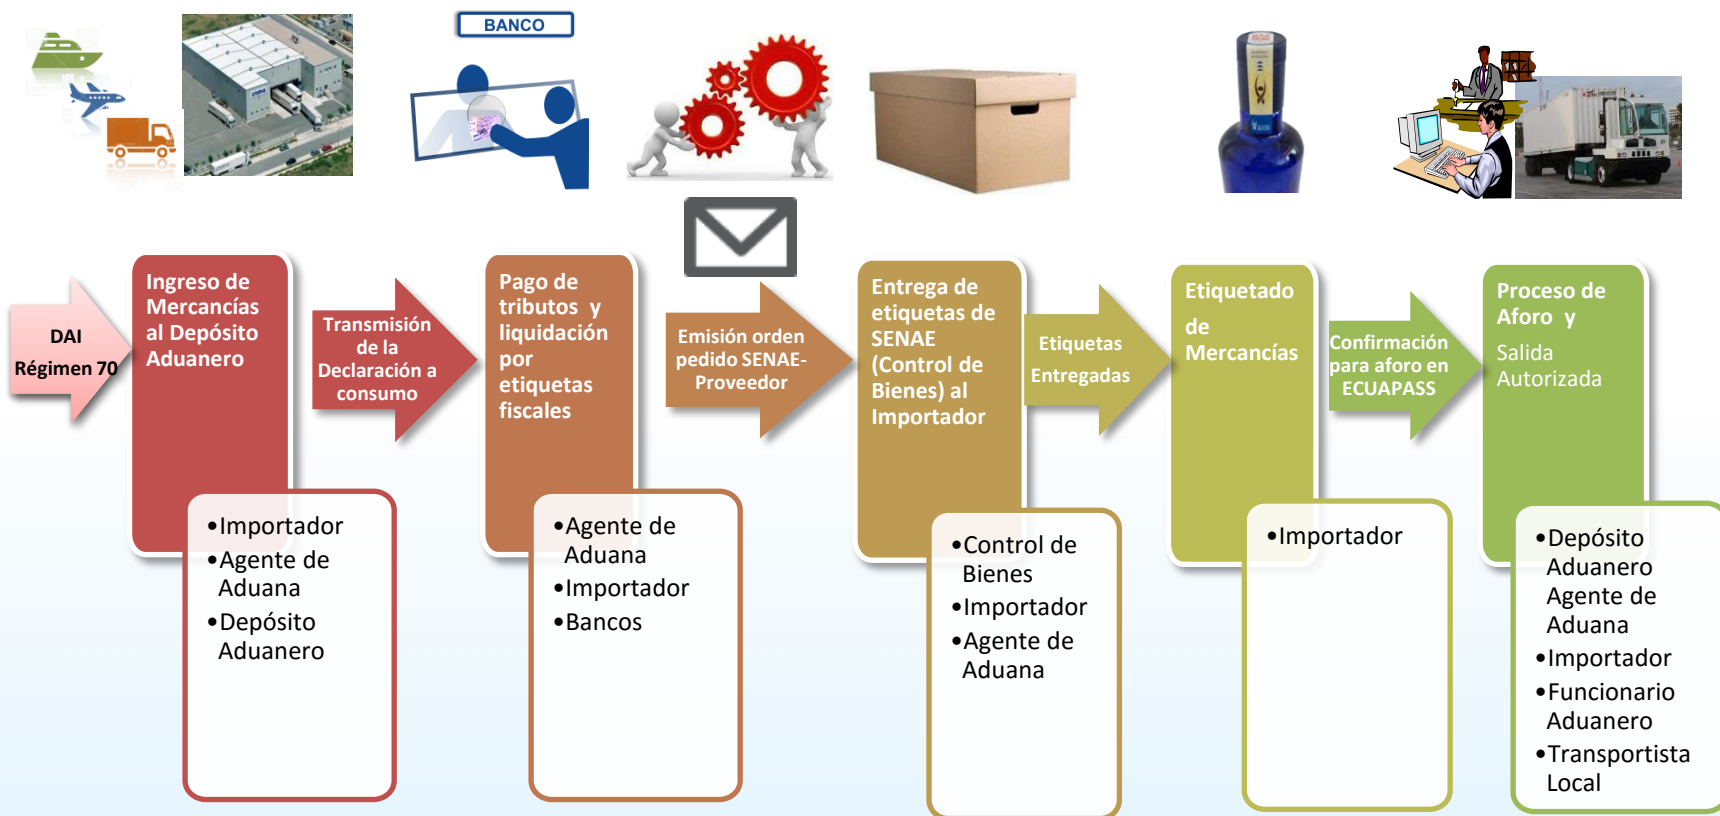 BANCO
DAI
Régimen 70
Ingreso de
Mercancías
al Depósito
Aduanero
•Importador
•Agente de
Aduana
•Depósito
Aduanero
Transmisión
de la
Declaración a
consumo
Pago de
tributos y
liquidación
por
etiquetas
fiscales
•Agente de
Aduana
•Importador
•Bancos
Emisión orden
pedido SENAE-
Proveedor
Entrega de
etiquetas de
SENAE
(Control de
Bienes) al
Importador
•Control de
Bienes
•Importador
•Agente de
Aduana
Etiquetas
Entregadas
Etiquetado
de
Mercancías
•Importador
Confirmación
para aforo en
ECUAPASS
Proceso de
Aforo y
Salida
Autorizada
•Depósito
Aduanero
Agente de
Aduana
•Importador
•Funcionario
Aduanero
•Transportista
Local